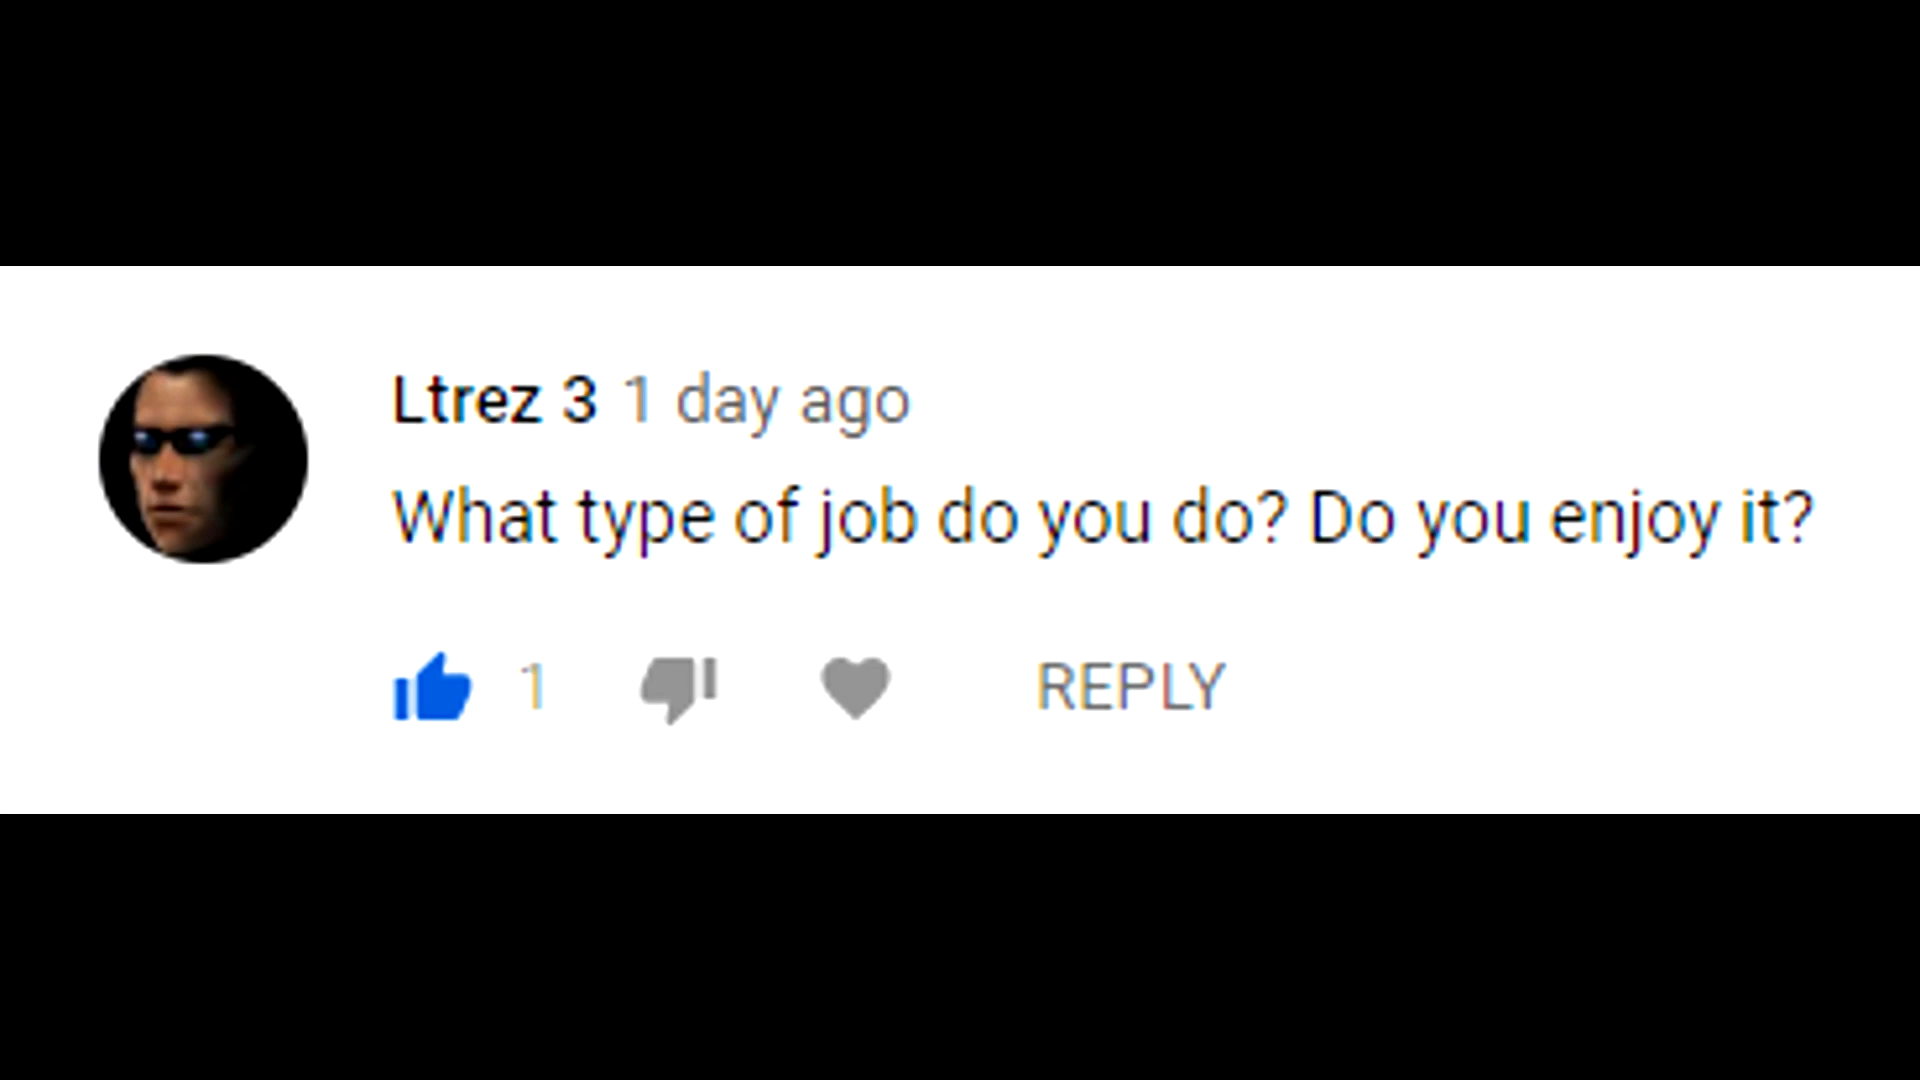 Ltrez 3 1 day ago
What type of job do you do? Do you enjoy it?
1 REPLY